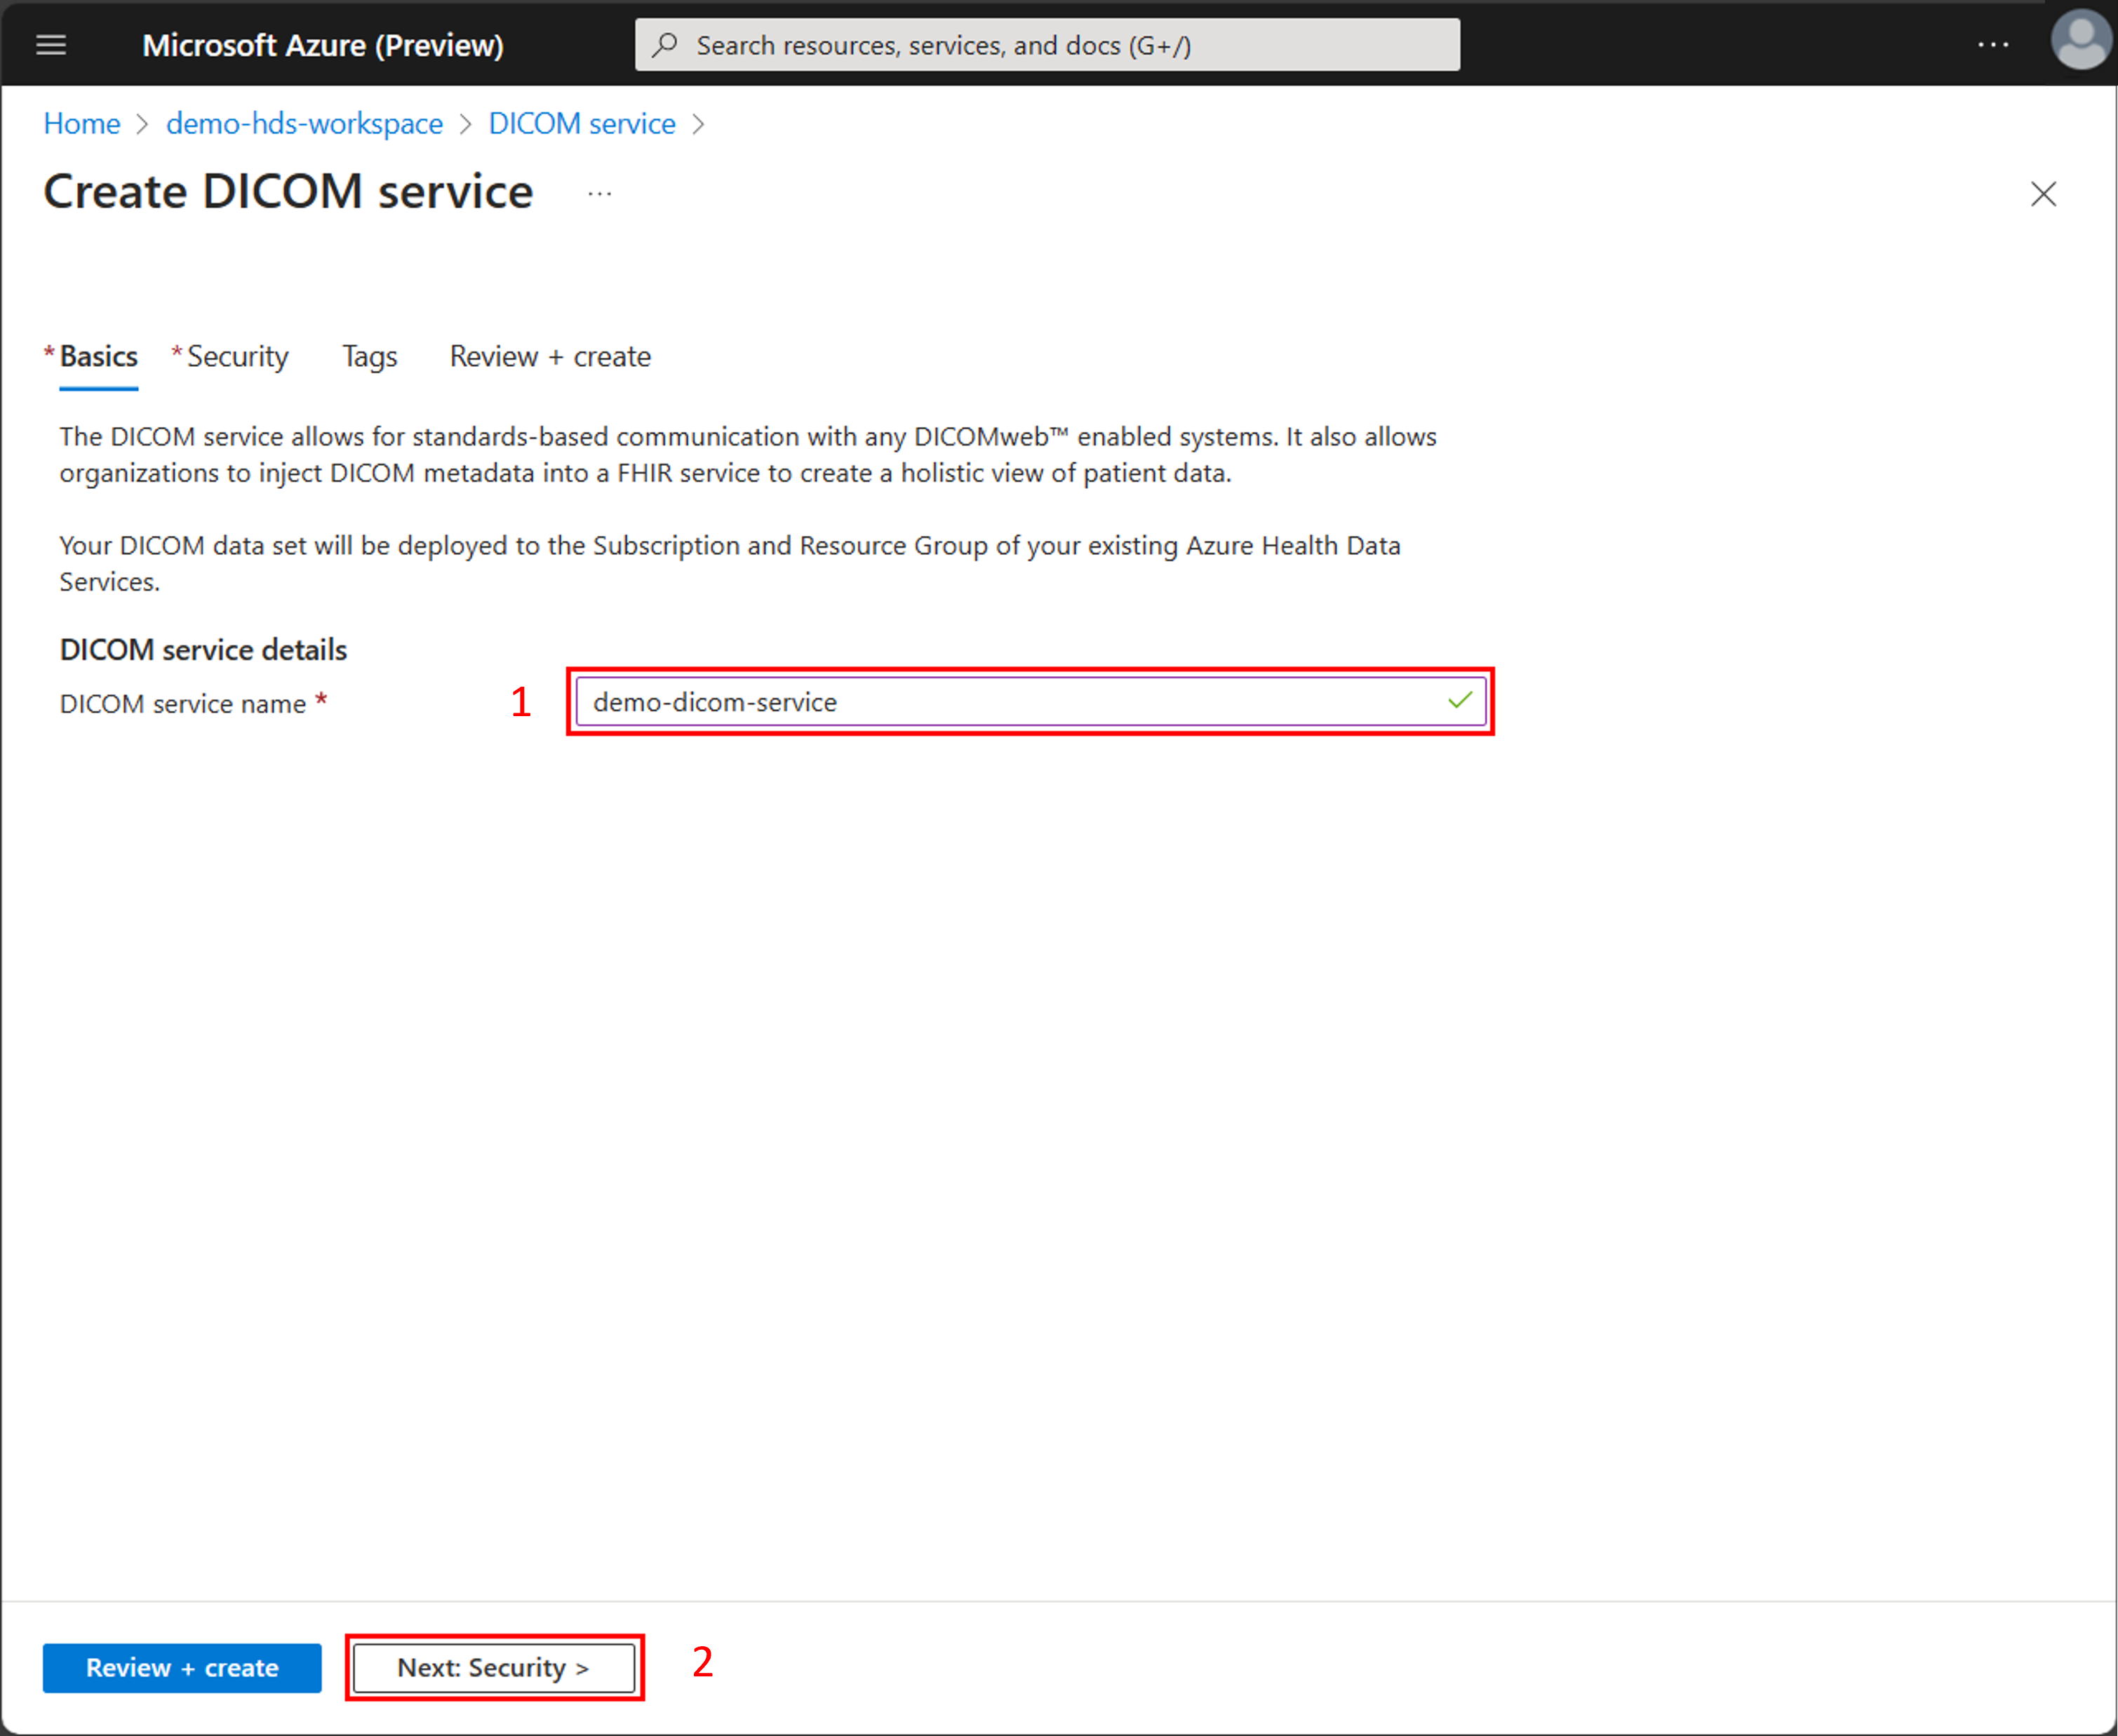 Microsoft Azure (Preview)
Search resources, services, and docs (G+/)
Home > demo-hds-workspace > DICOM service >
Create DICOM service ...
* Basics * Security Tags Review + create
The DICOM service allows for standards-based communication with any DICOMweb™ enabled systems. It also allows
organizations to inject DICOM metadata into a FHIR service to create a holistic view of patient data.
Your DICOM data set will be deployed to the Subscription and Resource Group of your existing Azure Health Data
Services.
DICOM service details
DICOM service name * 1 demo-dicom-service
Review + create Next: Security > 2